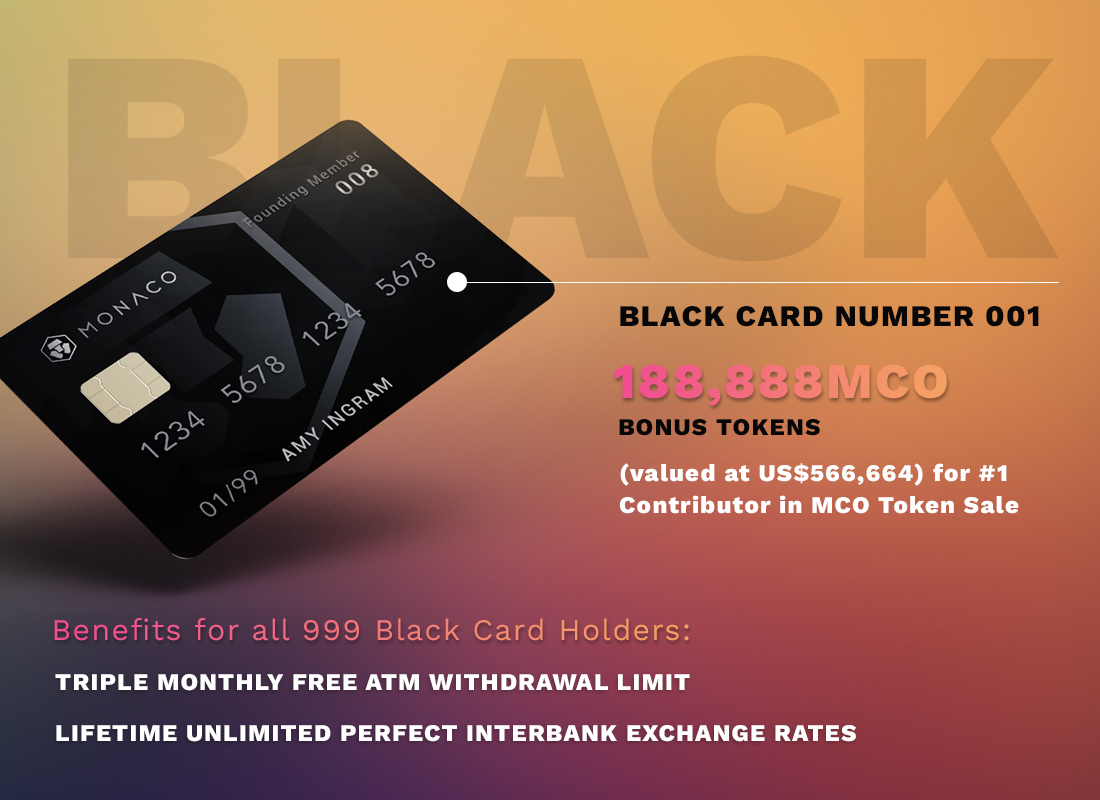 BLACK
Founding Member
008
MONACO
1234 5678 1234 5678
AMY INGRAM
01/99
BLACK CARD NUMBER 001
188,888MCO
BONUS TOKENS
(valued at US$566,664) for #1
Contributor in MCO Token Sale
Benefits for all 999 Black Card Holders:
TRIPLE MONTHLY FREE ATM WITHDRAWAL LIMIT
LIFETIME UNLIMITED PERFECT INTERBANK EXCHANGE RATES